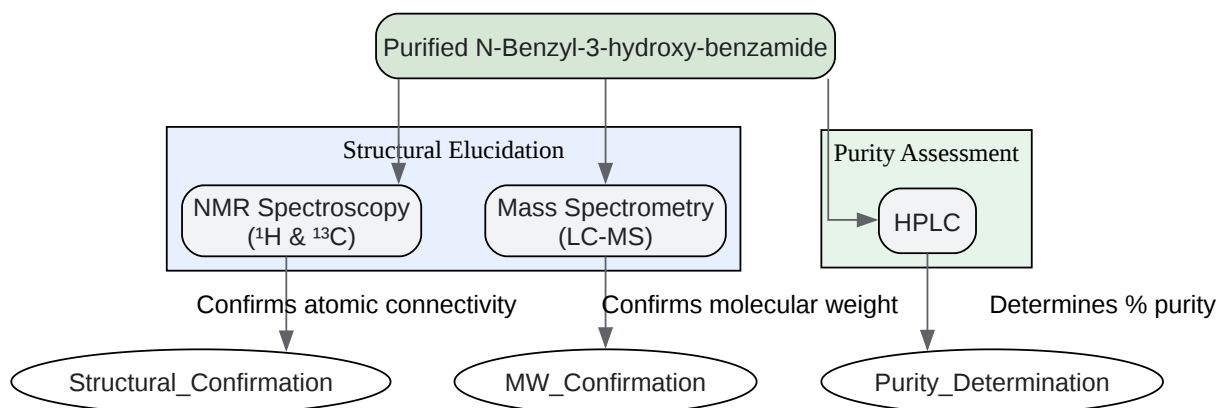 Purified N-Benzyl-3-hydroxy-benzamide
Structural Elucidation
Purity Assessment
NMR Spectroscopy
(¹H & ¹³C)
Mass Spectrometry
(LC-MS)
HPLC
Confirms atomic connectivity
Confirms molecular weight
Determines % purity
Structural_Confirmation
MW_Confirmation
Purity_Determination